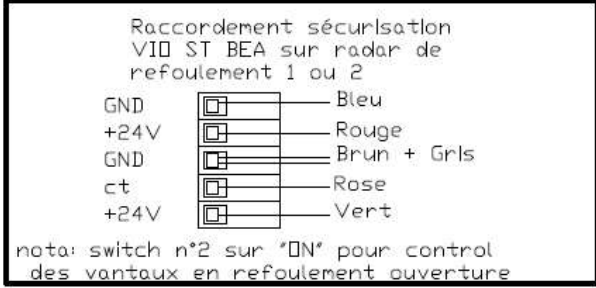 Raccordement sécurisation
VIO ST BEA sur radar de
refoulement 1 ou 2
GND Bleu
+24V Rouge
GND Brun + Gris
ct Rose
+24V Vert
nota: switch n°2 sur "ON" pour control
des vantaux en refoulement ouverture